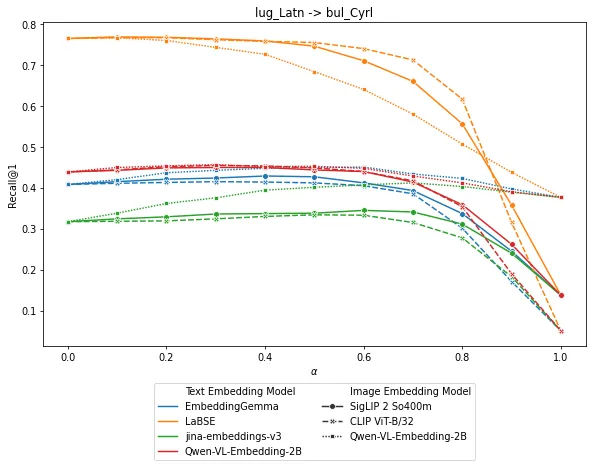 lug_Latn -> bul_Cyrl
Recall@1
0.8
0.7
0.6
0.5
0.4
0.3
0.2
0.1
0.0 0.2 0.4 0.6 0.8 1.0
α
Text Embedding Model
EmbeddingGemma
LaBSE
jina-embeddings-v3
Qwen-VL-Embedding-2B
Image Embedding Model
SigLIP 2 So400m
CLIP ViT-B/32
Qwen-VL-Embedding-2B